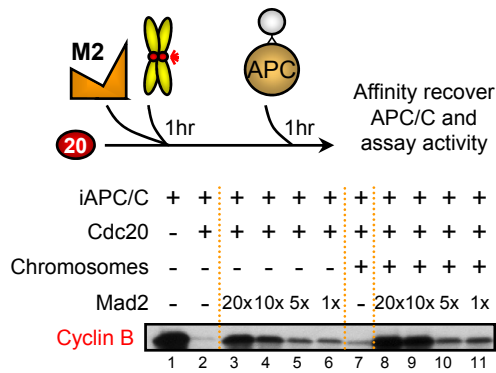 M2
APC
1hr
1hr
20
Affinity recover
APC/C and
assay activity
iAPC/C + + + + + + + + + + +
Cdc20 - + + + + + + + + + +
Chromosomes - - - - - - + + + + +
Mad2 - - 20x 10x 5x 1x - 20x 10x 5x 1x
Cyclin B
1 2 3 4 5 6 7 8 9 10 11